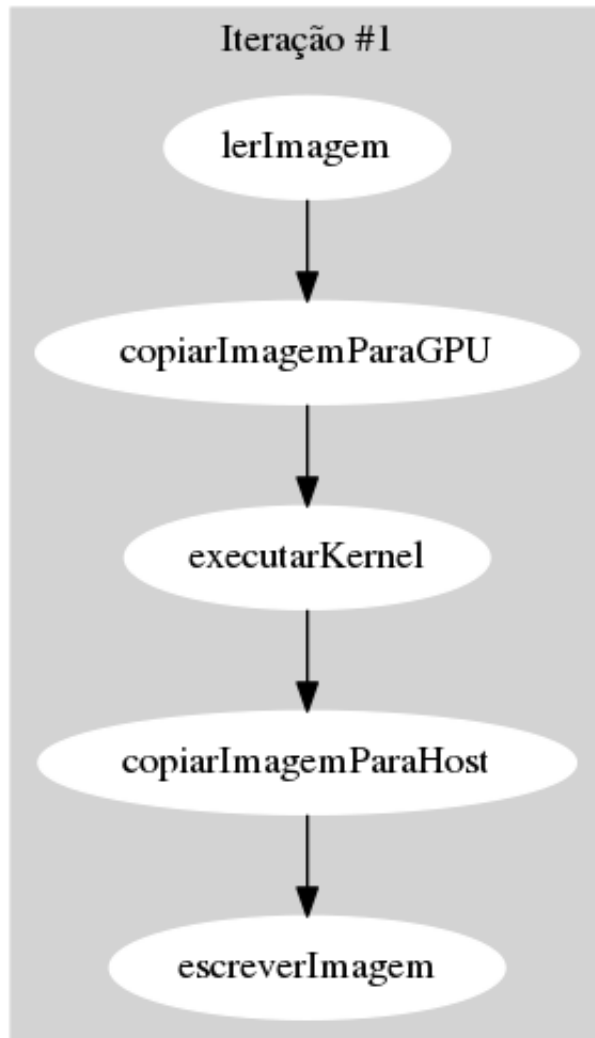 Iteração #1
lerImagem
copiarImagemParaGPU
executarKernel
copiarImagemParaHost
escreverImagem